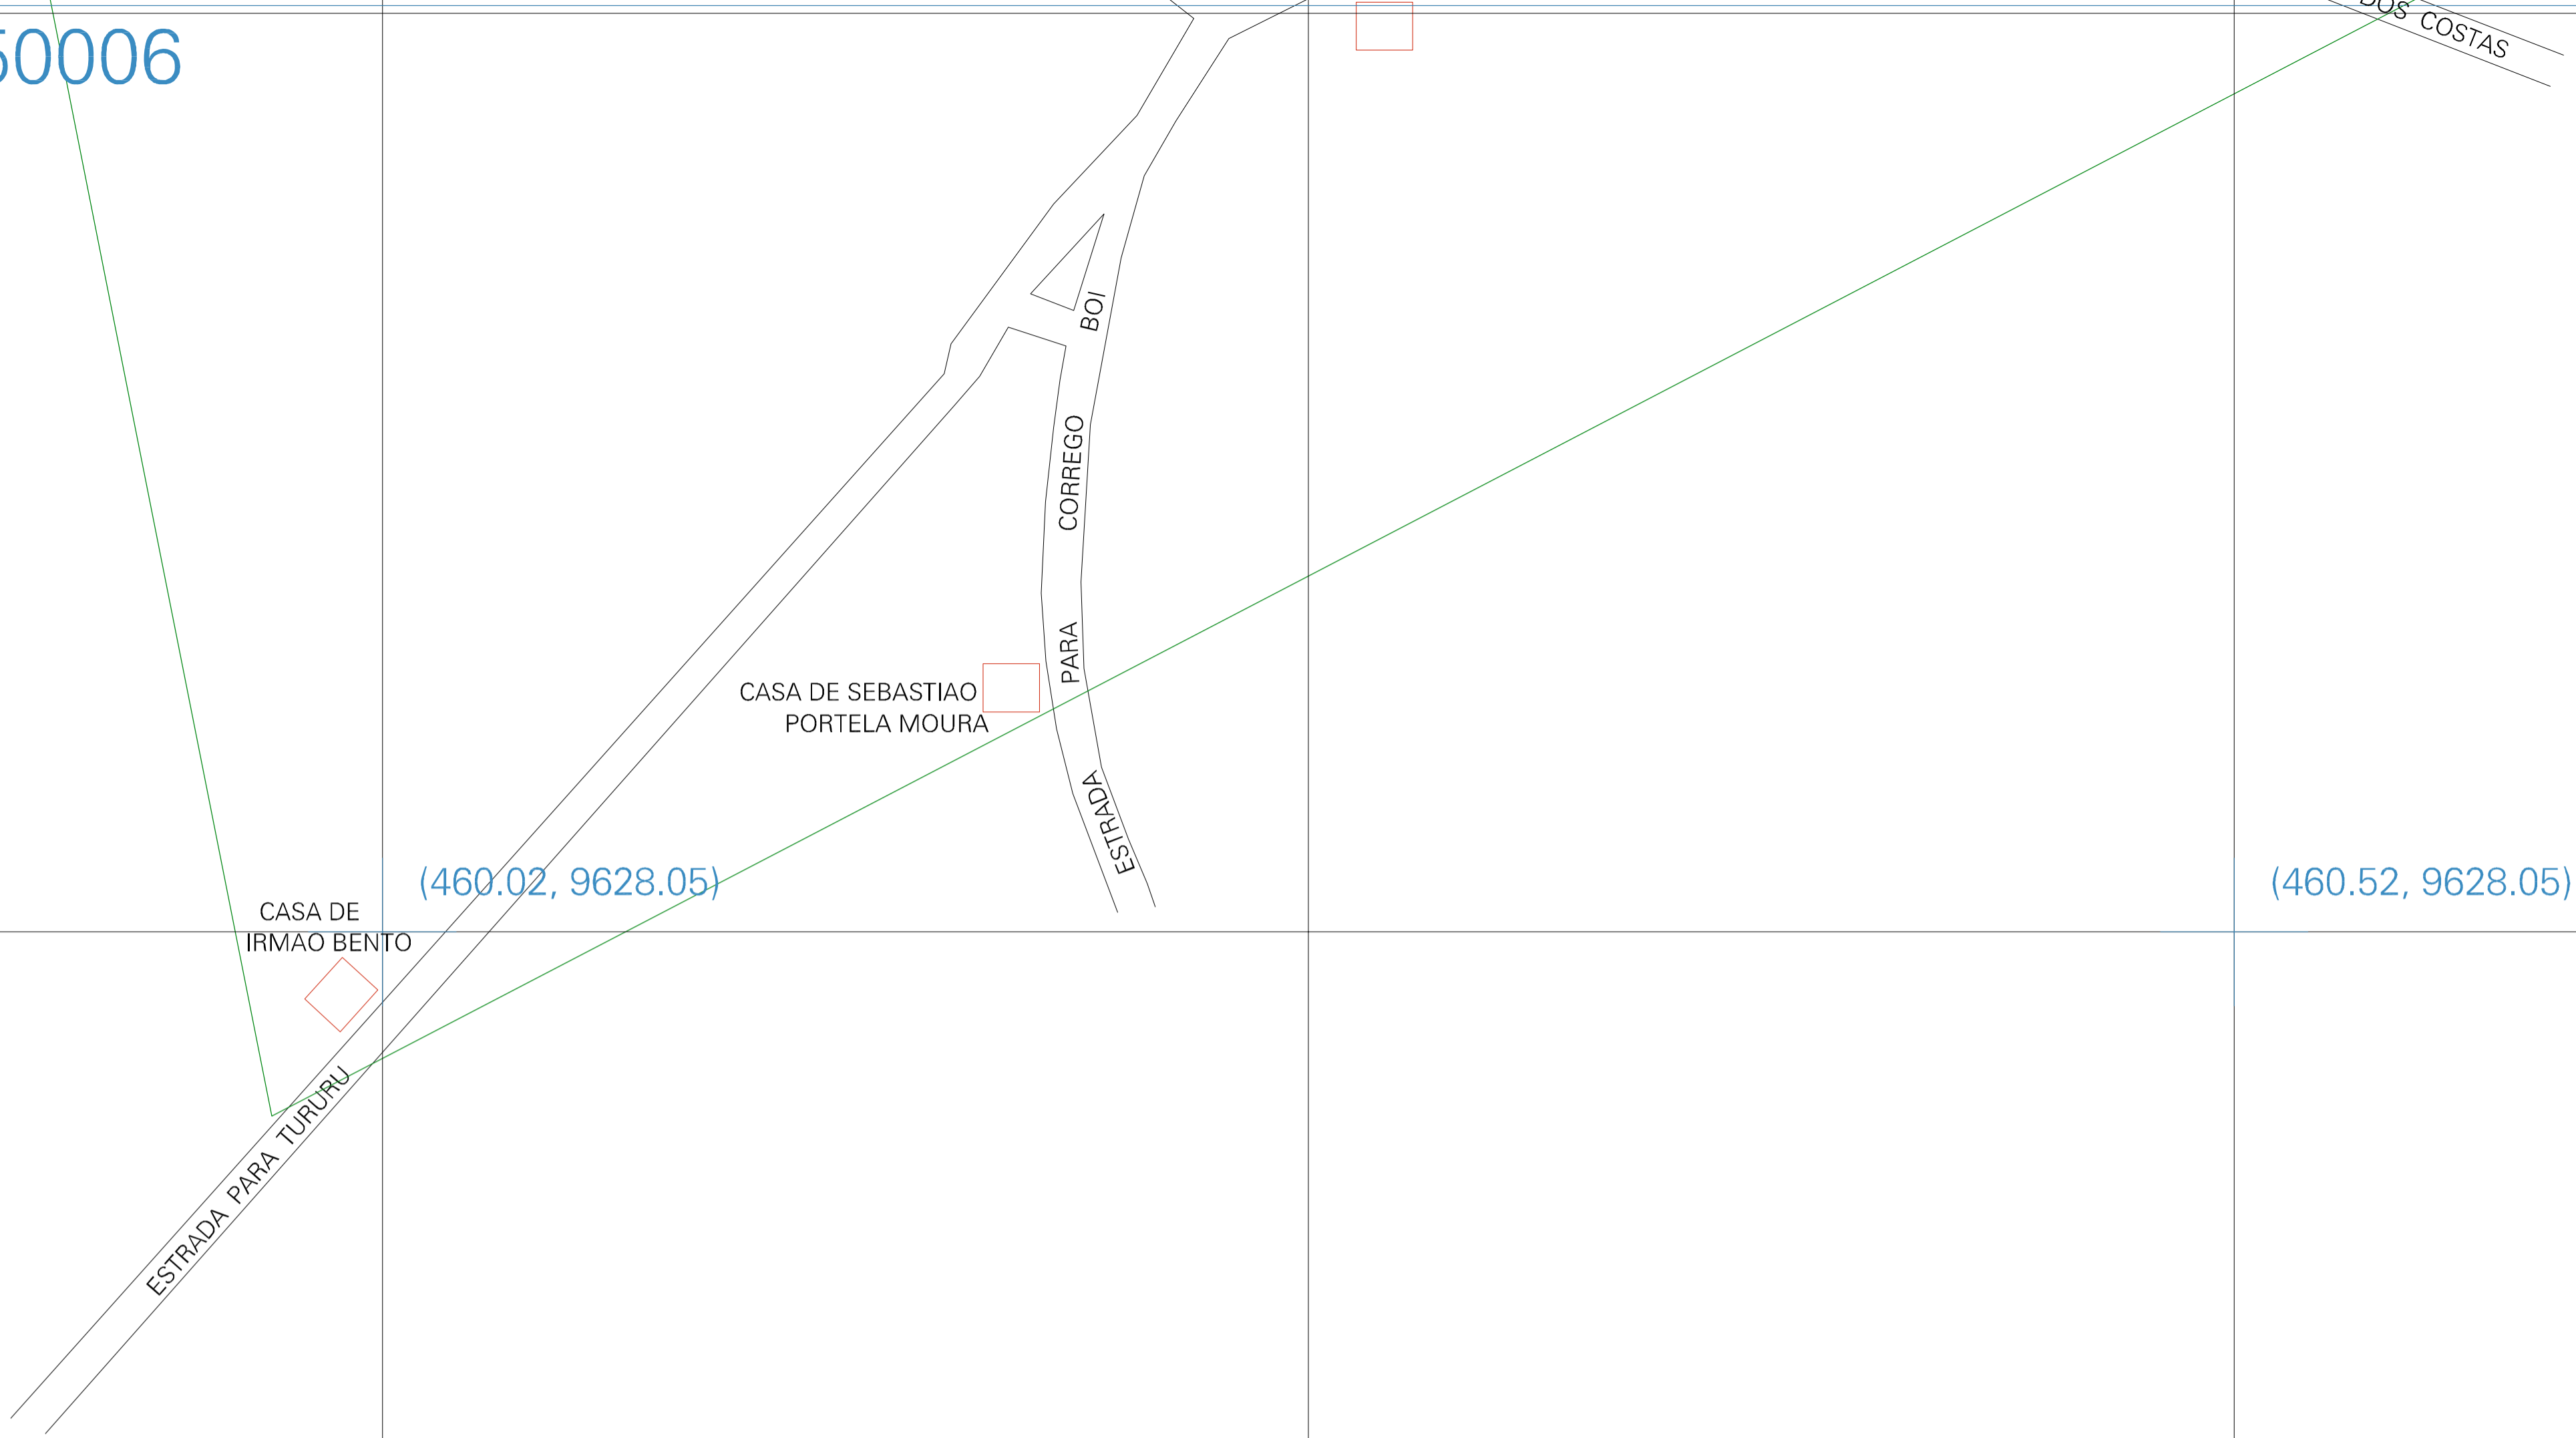 50006
DOS COSTAS
BOI
CORREGO
PARA
ESTRADA
CASA DE SEBASTIAO
PORTELA MOURA
(460.02, 9628.05)
(460.52, 9628.05)
CASA DE
IRMAO BENTO
ESTRADA PARA TURURU